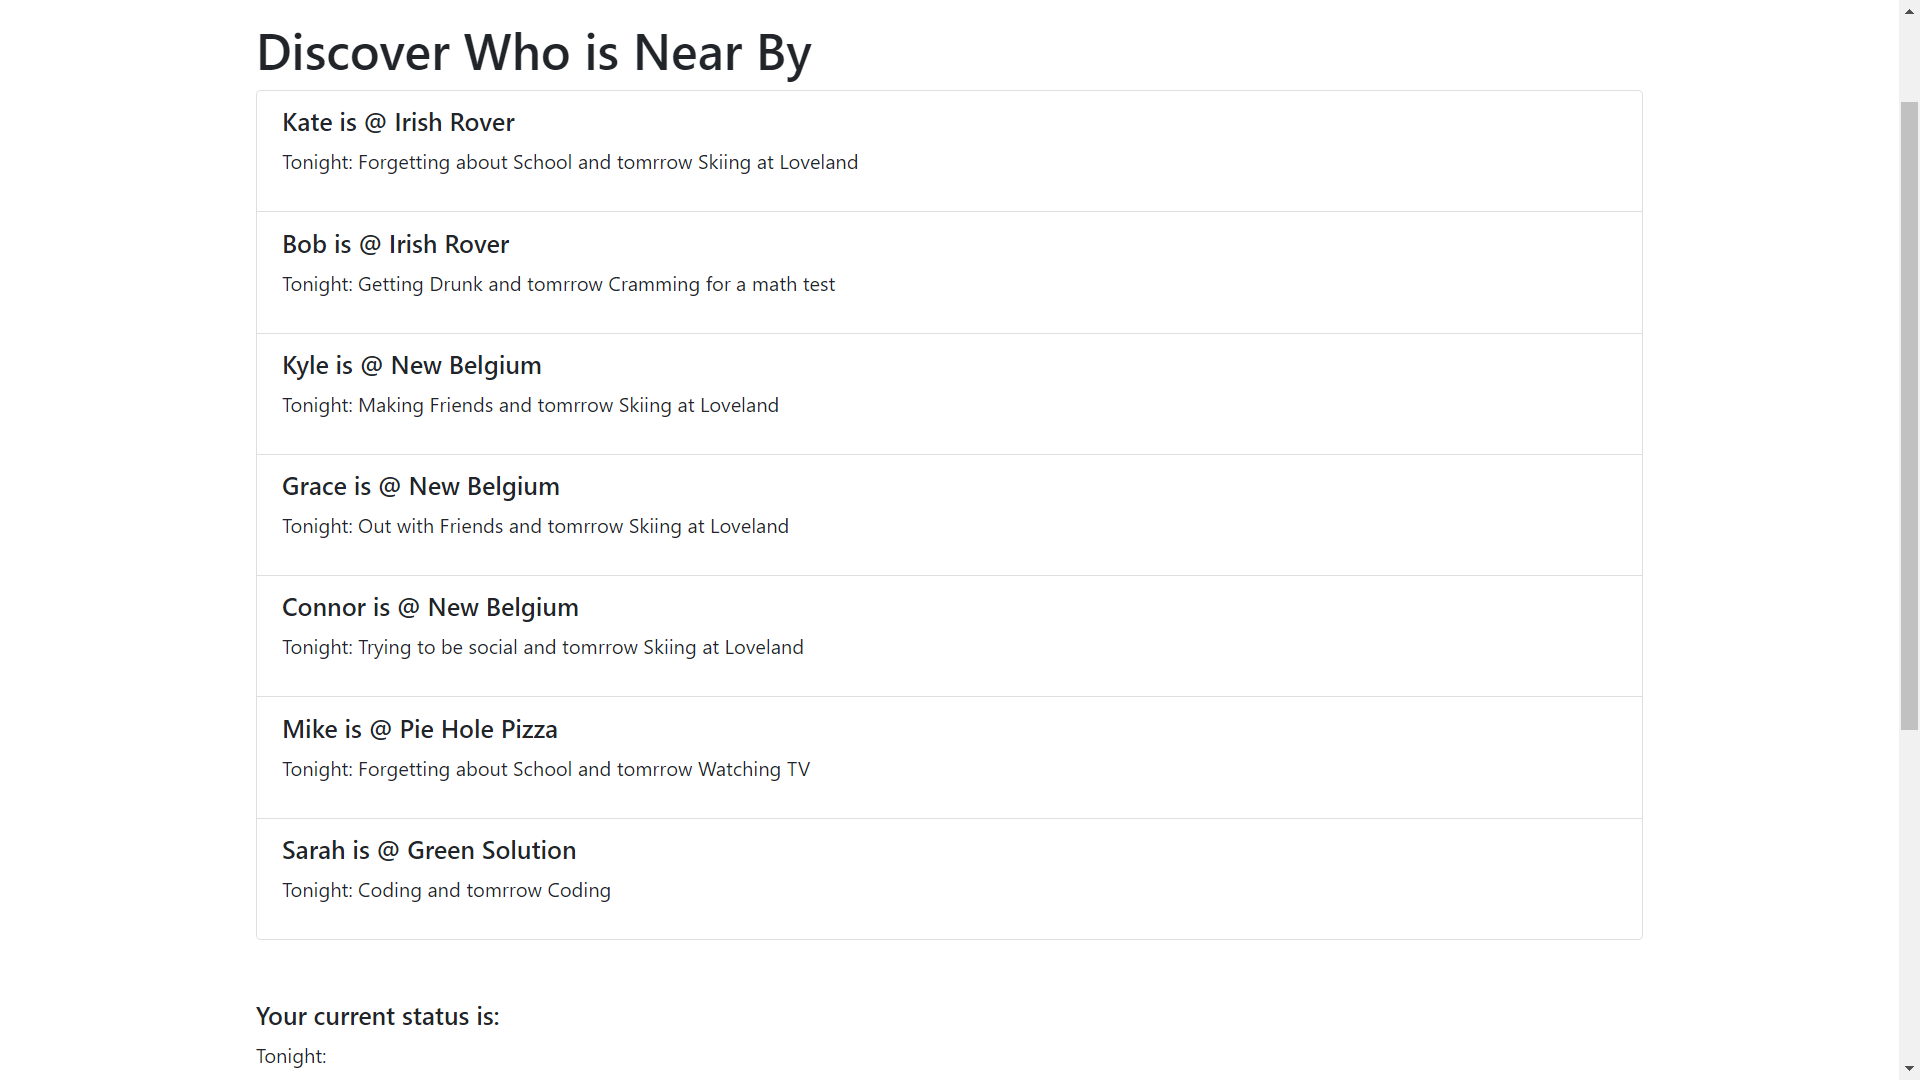 Discover Who is Near By
Kate is @ Irish Rover
Tonight: Forgetting about School and tomrrow Skiing at Loveland
Bob is @ Irish Rover
Tonight: Getting Drunk and tomrrow Cramming for a math test
Kyle is @ New Belgium
Tonight: Making Friends and tomrrow Skiing at Loveland
Grace is @ New Belgium
Tonight: Out with Friends and tomrrow Skiing at Loveland
Connor is @ New Belgium
Tonight: Trying to be social and tomrrow Skiing at Loveland
Mike is @ Pie Hole Pizza
Tonight: Forgetting about School and tomrrow Watching TV
Sarah is @ Green Solution
Tonight: Coding and tomrrow Coding
Your current status is:
Tonight: